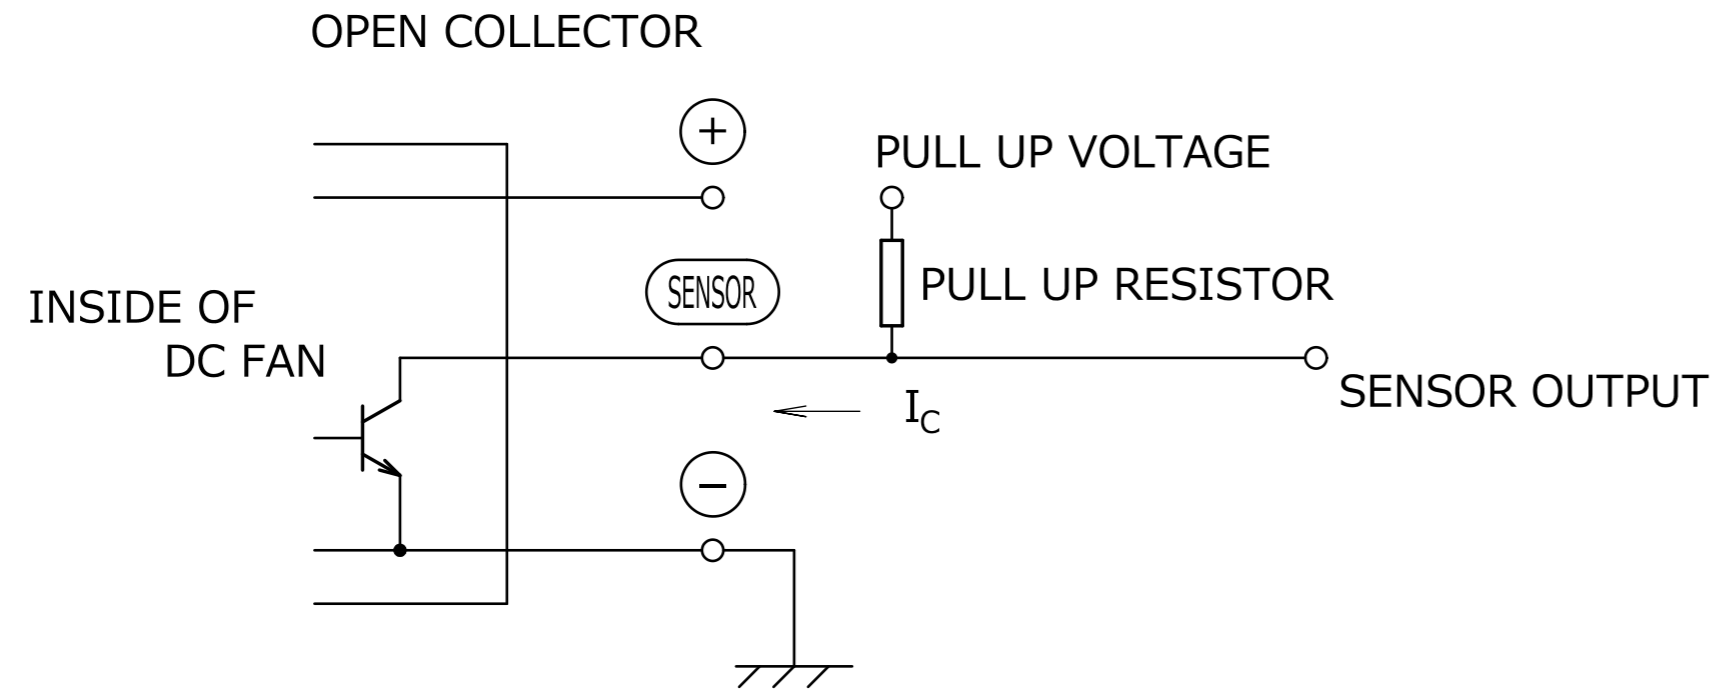 OPEN COLLECTOR
+
PULL UP VOLTAGE
SENSOR
PULL UP RESISTOR
INSIDE OF
DC FAN
SENSOR OUTPUT
IC
−